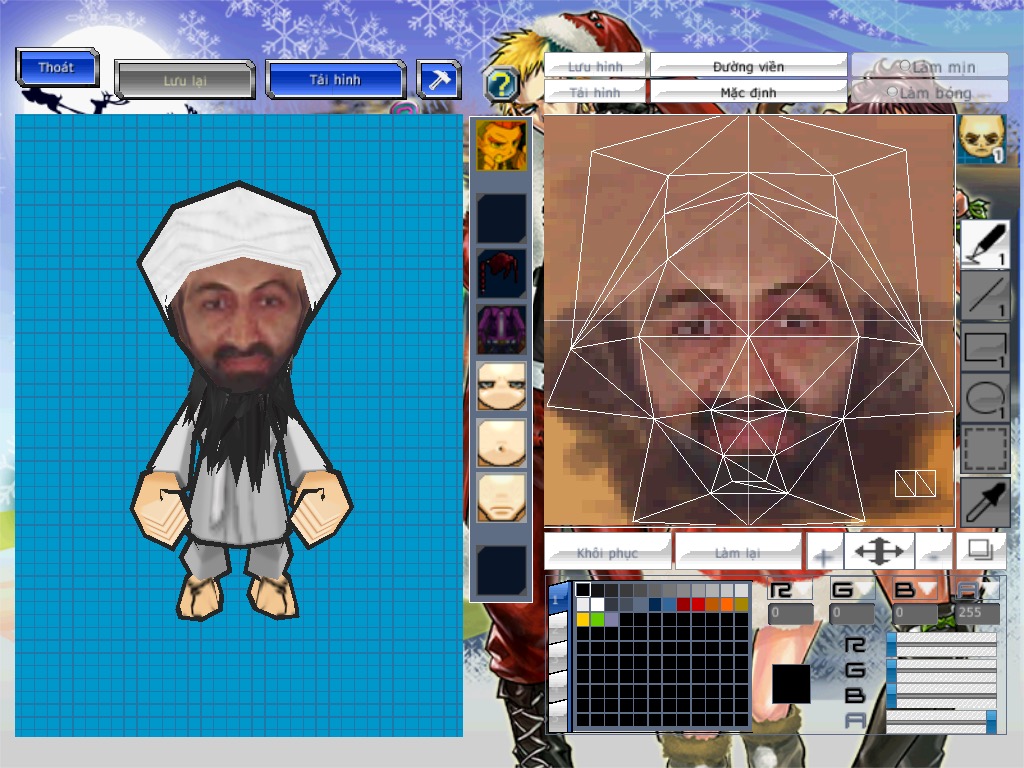 Thoát
Lưu lại
Tải hình
?
Lưu hình
Đường viền
Làm mịn
Tải hình
Mặc định
Làm bóng
1
1
1
1
1
Khôi phục
Làm lại
+
-
1
R
G
B
A
0
0
0
255
R
G
B
A